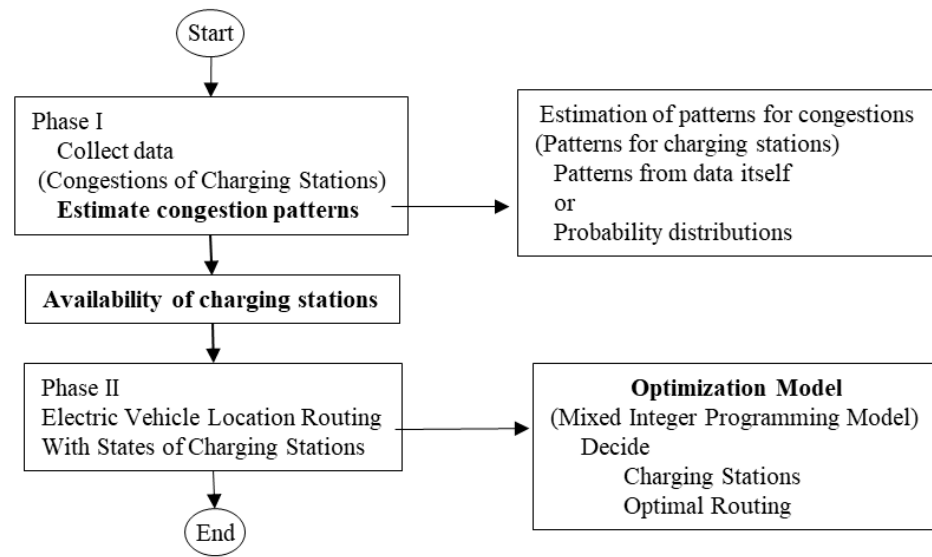 Start
Phase I
Collect data
(Congestions of Charging Stations)
Estimate congestion patterns
Estimation of patterns for congestions
(Patterns for charging stations)
Patterns from data itself
or
Probability distributions
Availability of charging stations
Phase II
Electric Vehicle Location Routing
With States of Charging Stations
Optimization Model
(Mixed Integer Programming Model)
Decide
Charging Stations
Optimal Routing
End